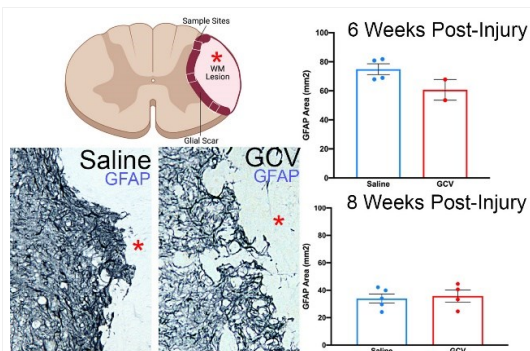 Sample Sites
*
WM
Lesion
Glial Scar
Saline
GFAP
*
GCV
GFAP
*
6 Weeks Post-Injury
GFAP Area (mm2)
100
80
60
40
20
0
Saline
GCV
8 Weeks Post-Injury
GFAP Area (mm2)
100
80
60
40
20
0
Saline
GCV